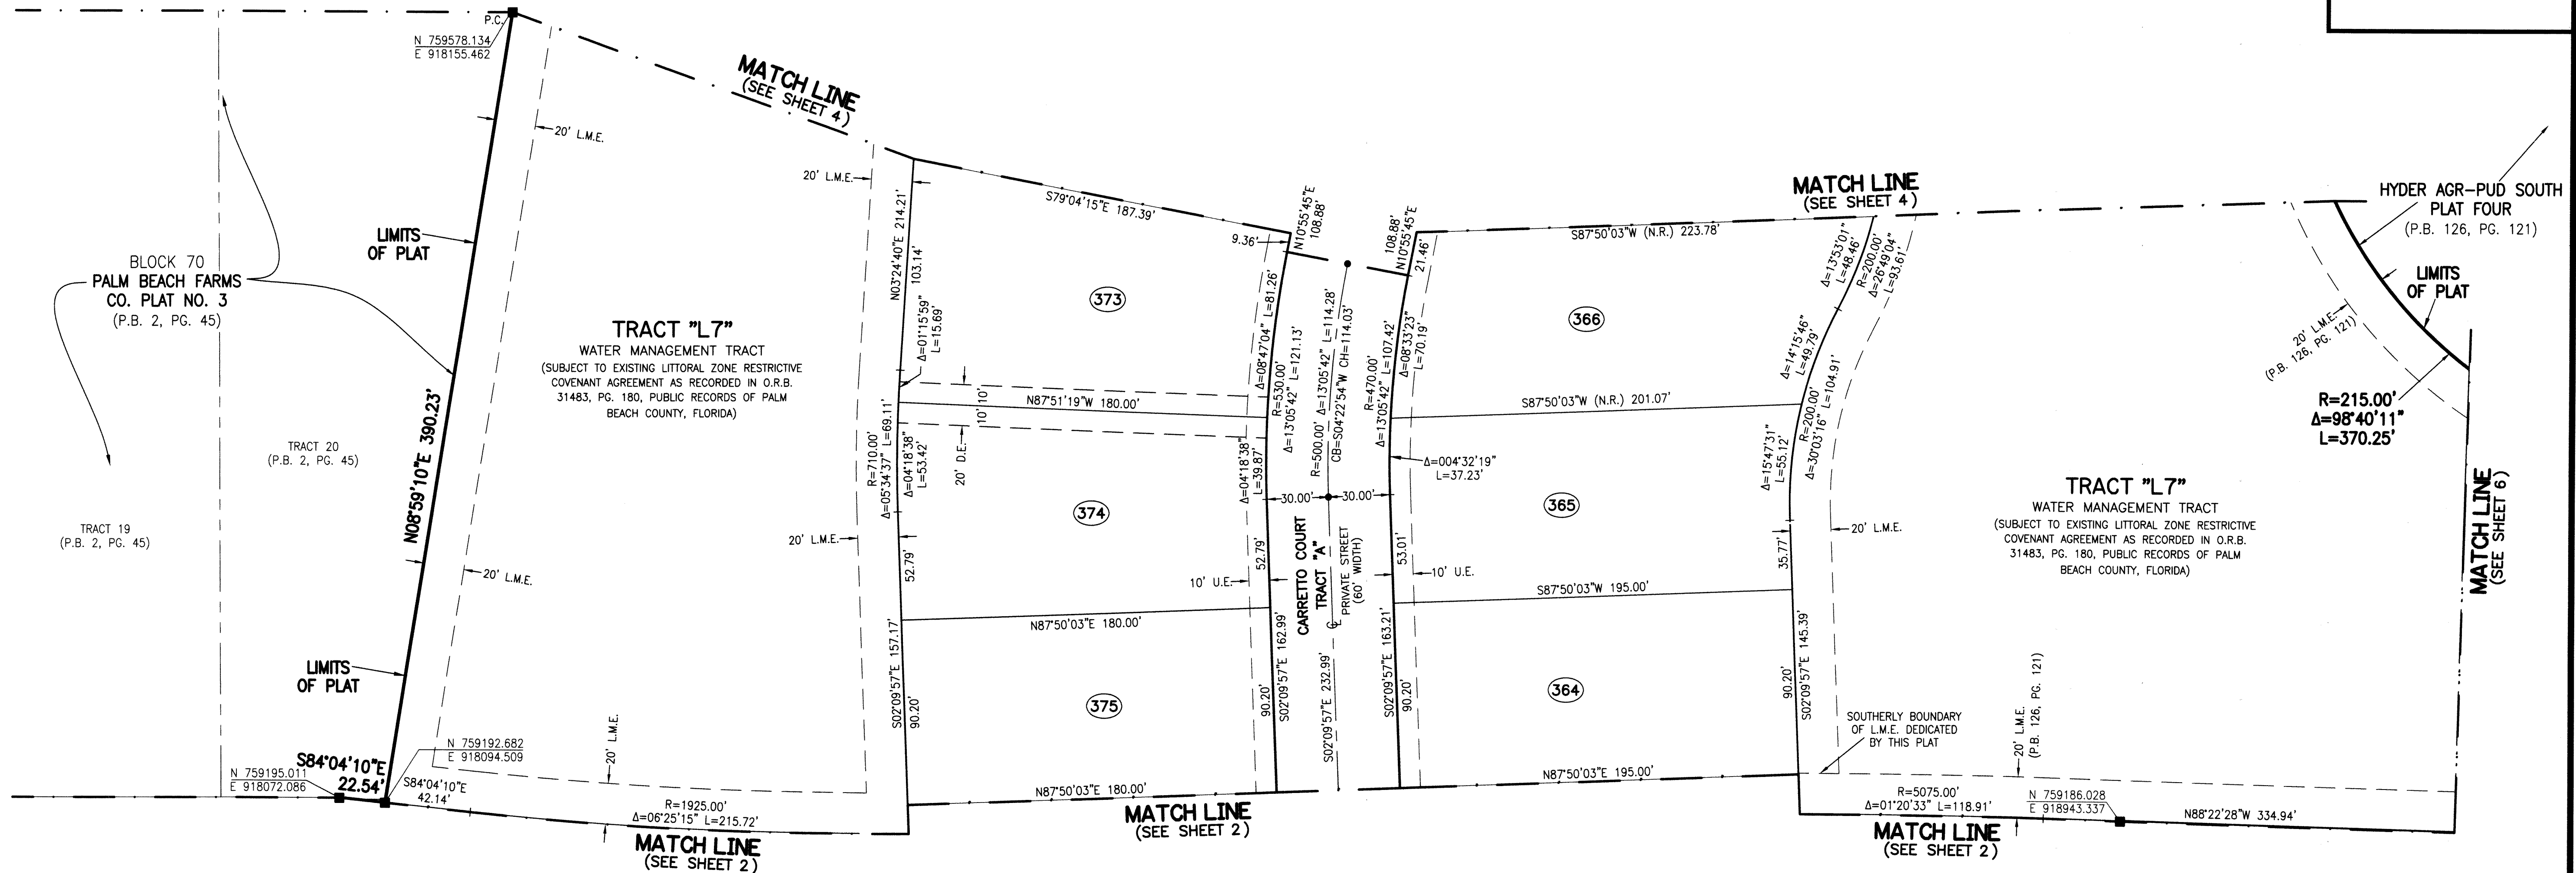 P.C.
N 759578.134
E 918155.462
MATCH LINE
(SEE SHEET 4)
20' L.M.E.
LIMITS
OF PLAT
BLOCK 70
PALM BEACH FARMS
CO. PLAT NO. 3
(P.B. 2, PG. 45)
N08°59'10"E 390.23'
TRACT 20
(P.B. 2, PG. 45)
TRACT 19
(P.B. 2, PG. 45)
LIMITS
OF PLAT
TRACT "L7"
WATER MANAGEMENT TRACT
(SUBJECT TO EXISTING LITTORAL ZONE RESTRICTIVE
COVENANT AGREEMENT AS RECORDED IN O.R.B.
31483, PG. 180, PUBLIC RECORDS OF PALM
BEACH COUNTY, FLORIDA)
20' L.M.E.
20' L.M.E.
20' L.M.E.
20' L.M.E.
N 759195.011
E 918072.086
S84°04'10"E
22.54'
N 759192.682
E 918094.509
S84°04'10"E
42.14'
R=1925.00'
Δ=06°25'15" L=215.72'
MATCH LINE
(SEE SHEET 2)
N03°24'40"E 214.21'
103.14'
Δ=01°15'59"
L=15.69'
R=710.00'
Δ=05°34'37" L=69.11'
Δ=04°18'38"
L=53.42'
52.79'
S02°09'57"E 157.17'
90.20'
S79°04'15"E 187.39'
9.36'
N10°55'45"E
108.88'
373
Δ=08°47'04" L=81.26'
R=530.00'
Δ=13°05'42" L=121.13'
10' 10'
N87°51'19"W 180.00'
20' D.E.
Δ=04°18'38"
L=39.87'
374
52.79'
10' U.E.
N87°50'03"E 180.00'
375
90.20'
S02°09'57"E 162.99'
N87°50'03"E 180.00'
MATCH LINE
(SEE SHEET 2)
R=500.00' Δ=13°05'42" L=114.28'
CB=S04°22'54"W CH=114.03'
30.00'
30.00'
CARRETTO COURT
TRACT "A"
PRIVATE STREET
(60' WIDTH)
S02°09'57"E 232.99'
108.88'
N10°55'45"E
21.46'
R=470.00'
Δ=13°05'42" L=107.42'
Δ=08°33'23"
L=70.19'
Δ=004°32'19"
L=37.23'
53.01'
10' U.E.
S02°09'57"E 163.21'
90.20'
MATCH LINE
(SEE SHEET 4)
S87°50'03"W (N.R.) 223.78'
366
S87°50'03"W (N.R.) 201.07'
365
S87°50'03"W 195.00'
364
N87°50'03"E 195.00'
Δ=13°53'01"
L=48.46'
R=200.00'
Δ=26°49'04"
L=93.61'
Δ=14°15'46"
L=49.79'
R=200.00'
Δ=30°03'16" L=104.91'
Δ=15°47'31"
L=55.12'
35.77'
20' L.M.E.
90.20'
S02°09'57"E 145.39'
SOUTHERLY BOUNDARY
OF L.M.E. DEDICATED
BY THIS PLAT
20' L.M.E.
(P.B. 126, PG. 121)
TRACT "L7"
WATER MANAGEMENT TRACT
(SUBJECT TO EXISTING LITTORAL ZONE RESTRICTIVE
COVENANT AGREEMENT AS RECORDED IN O.R.B.
31483, PG. 180, PUBLIC RECORDS OF PALM
BEACH COUNTY, FLORIDA)
HYDER AGR-PUD SOUTH
PLAT FOUR
(P.B. 126, PG. 121)
LIMITS
OF PLAT
20' L.M.E.
(P.B. 126, PG. 121)
R=215.00'
Δ=98°40'11"
L=370.25'
MATCH LINE
(SEE SHEET 6)
R=5075.00'
Δ=01°20'33" L=118.91'
N 759186.028
E 918943.337
N88°22'28"W 334.94'
MATCH LINE
(SEE SHEET 2)